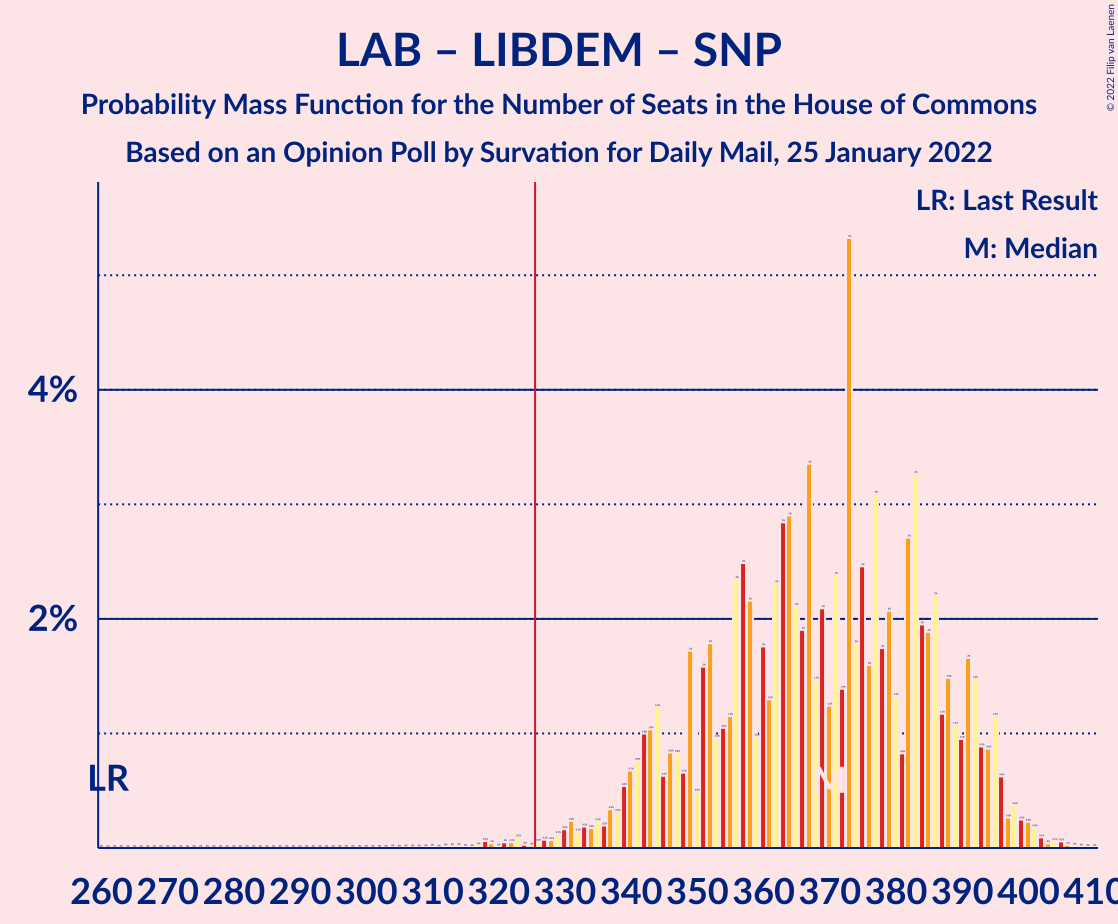 LAB – LIBDEM – SNP
Probability Mass Function for the Number of Seats in the House of Commons
Based on an Opinion Poll by Survation for Daily Mail, 25 January 2022
© 2022 Filip van Laenen
LR: Last Result
M: Median
4%
2%
LR
M
260 270 280 290 300 310 320 330 340 350 360 370 380 390 400 410